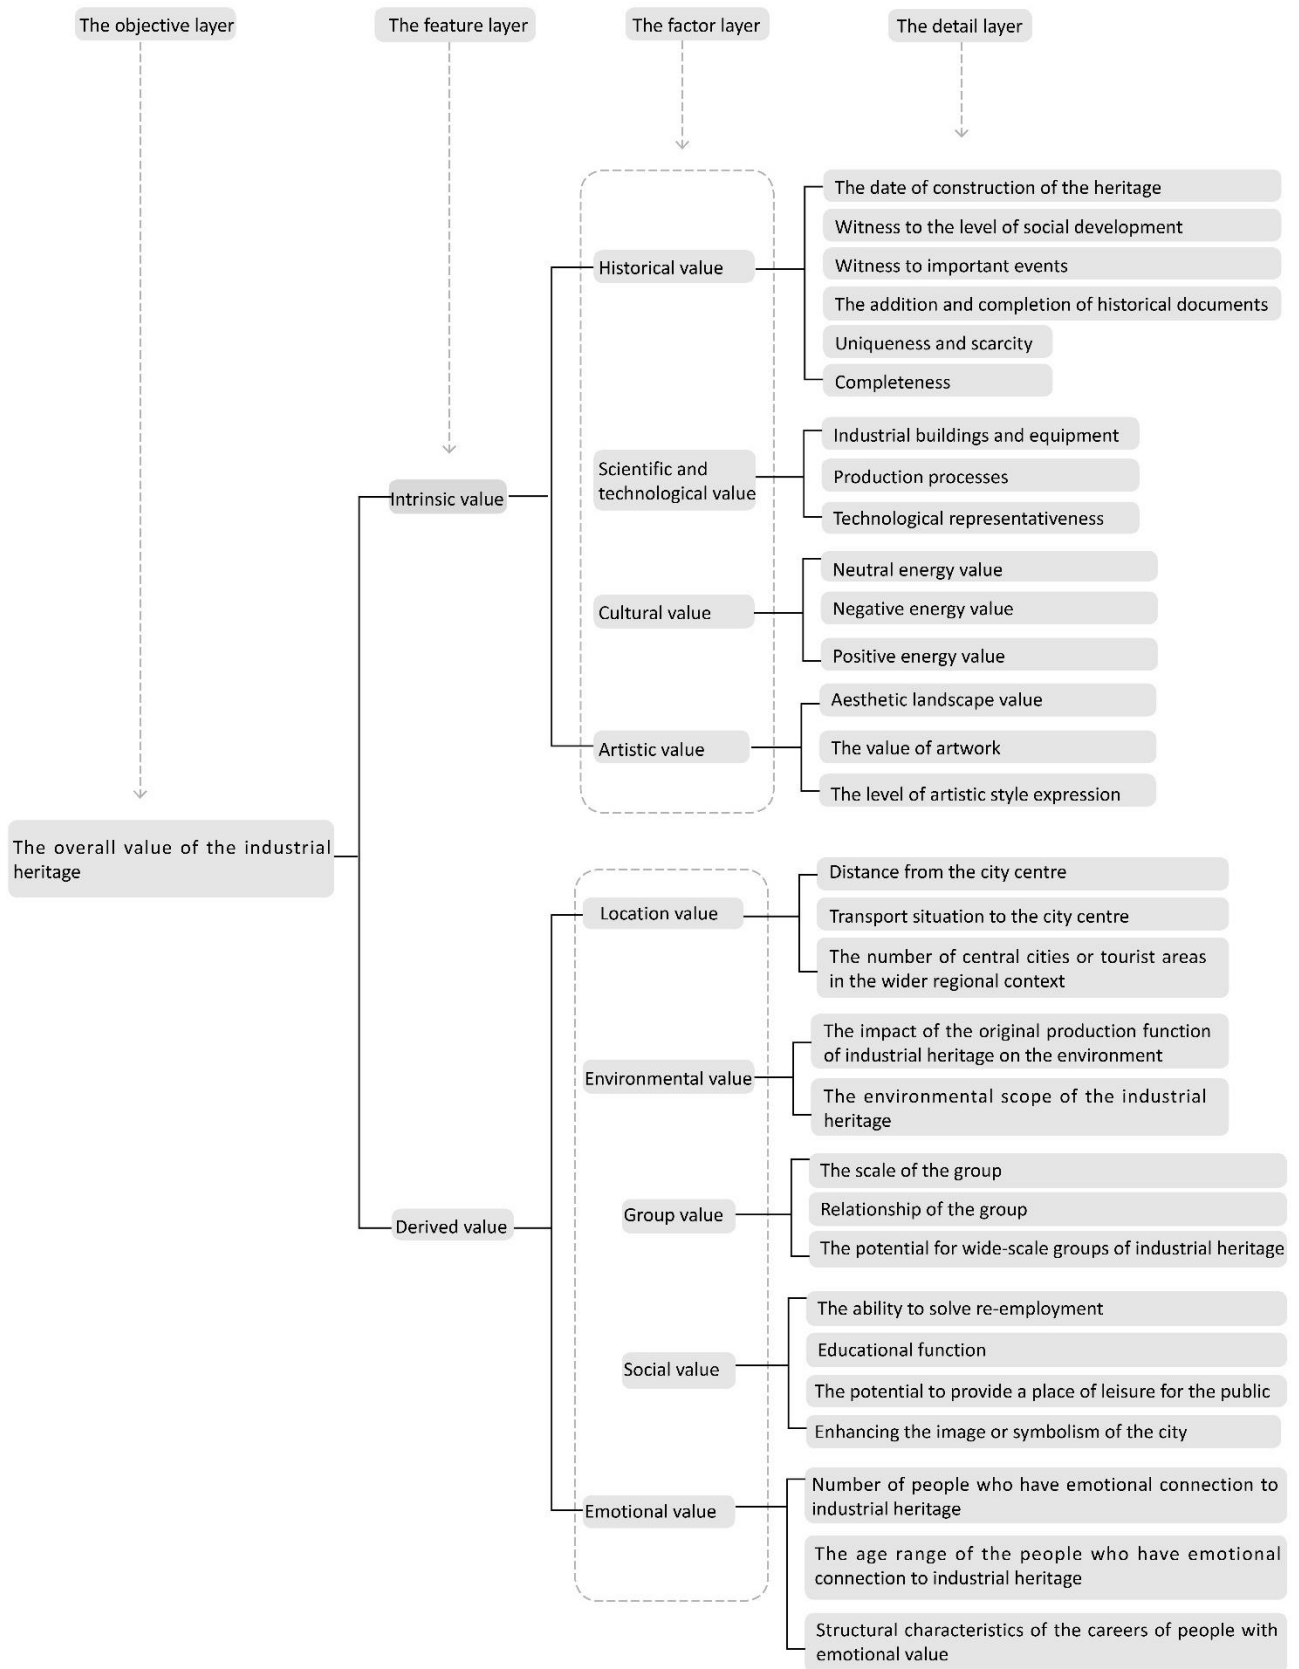 The objective layer
The feature layer
The factor layer
The detail layer
The overall value of the industrial
heritage
Intrinsic value
Historical value
The date of construction of the heritage
Witness to the level of social development
Witness to important events
The addition and completion of historical documents
Uniqueness and scarcity
Completeness
Scientific and
technological value
Industrial buildings and equipment
Production processes
Technological representativeness
Cultural value
Neutral energy value
Negative energy value
Positive energy value
Artistic value
Aesthetic landscape value
The value of artwork
The level of artistic style expression
Derived value
Location value
Distance from the city centre
Transport situation to the city centre
The number of central cities or tourist areas
in the wider regional context
Environmental value
The impact of the original production function
of industrial heritage on the environment
The environmental scope of the industrial
heritage
Group value
The scale of the group
Relationship of the group
The potential for wide-scale groups of industrial heritage
Social value
The ability to solve re-employment
Educational function
The potential to provide a place of leisure for the public
Enhancing the image or symbolism of the city
Emotional value
Number of people who have emotional connection to
industrial heritage
The age range of the people who have emotional
connection to industrial heritage
Structural characteristics of the careers of people with
emotional value